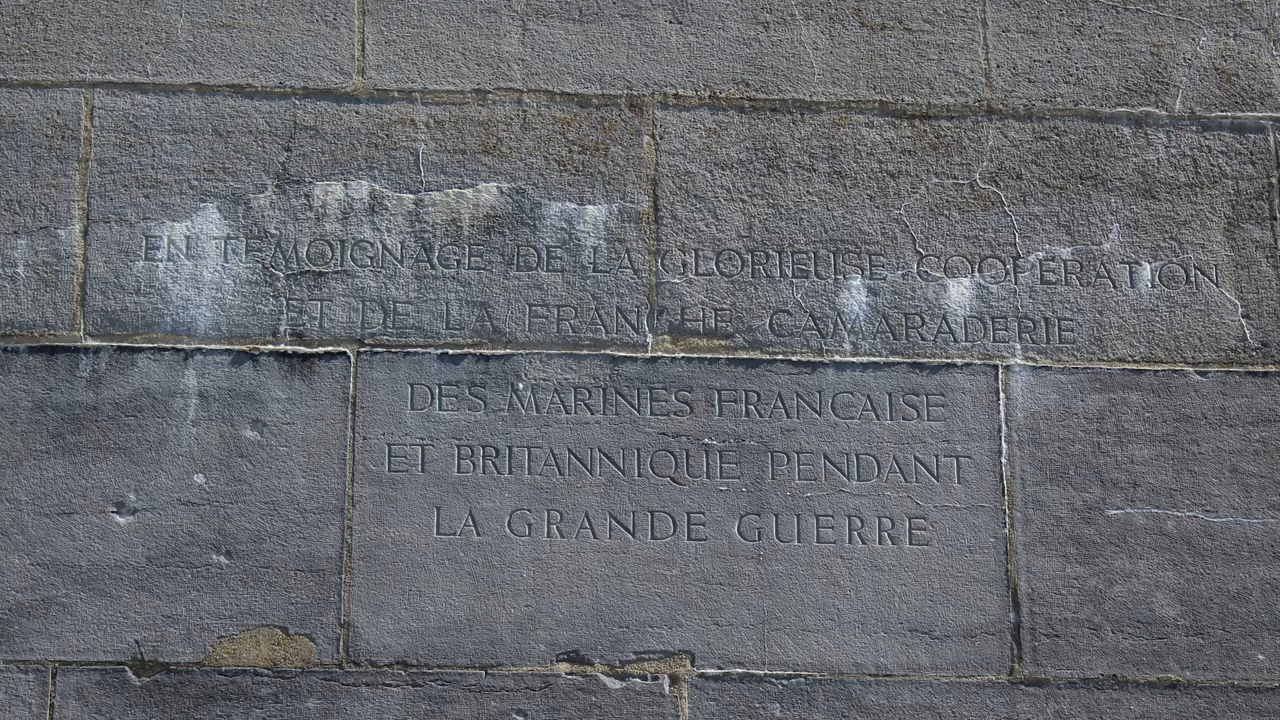 EN TEMOIGNAGE DE LA GLORIEUSE COOPERATION
ET DE LA FRANCHE CAMARADERIE
DES MARINES FRANCAISE
ET BRITANNIQUE PENDANT
LA GRANDE GUERRE